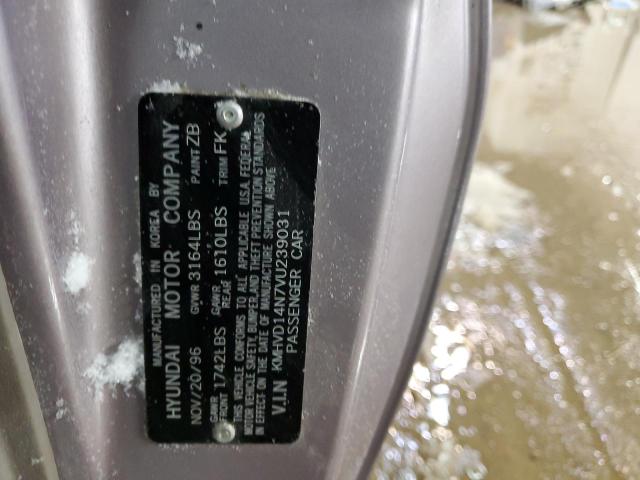 MANUFACTURED IN KOREA BY
HYUNDAI MOTOR COMPANY
NOV/20/96 GVWR 3164LBS PAINT ZB
GAWR FRONT 1742LBS GAWR REAR 1610LBS TRIM FK
THIS VEHICLE CONFORMS TO ALL APPLICABLE U.S.A. FEDERAL
MOTOR VEHICLE SAFETY BUMPER AND THEFT PREVENTION STANDARDS
IN EFFECT ON THE DATE OF MANUFACTURE SHOWN ABOVE
V.I.N KMHVD14N7VU239031
PASSENGER CAR